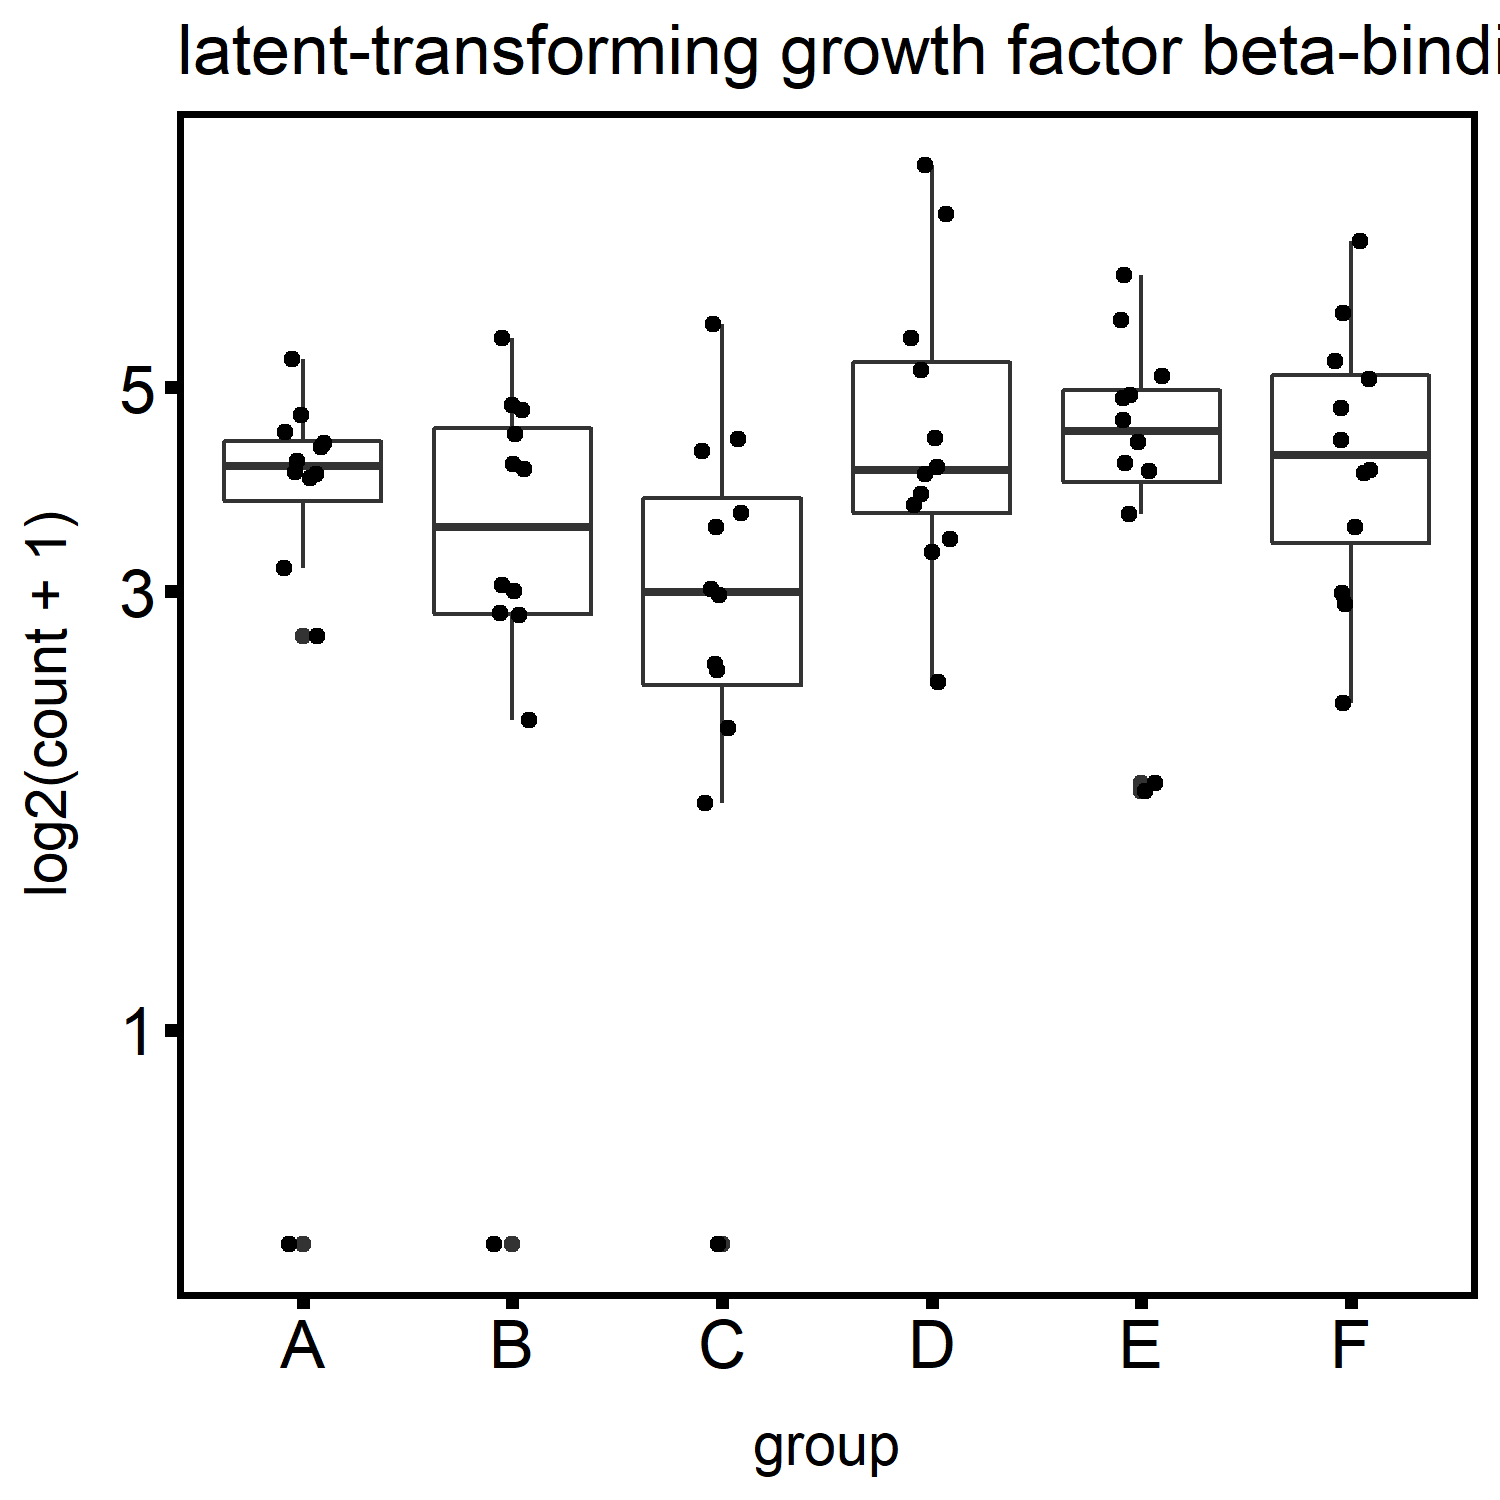 latent-transforming growth factor beta-bindi
log2(count + 1)
5
3
1
A B C D E F
group